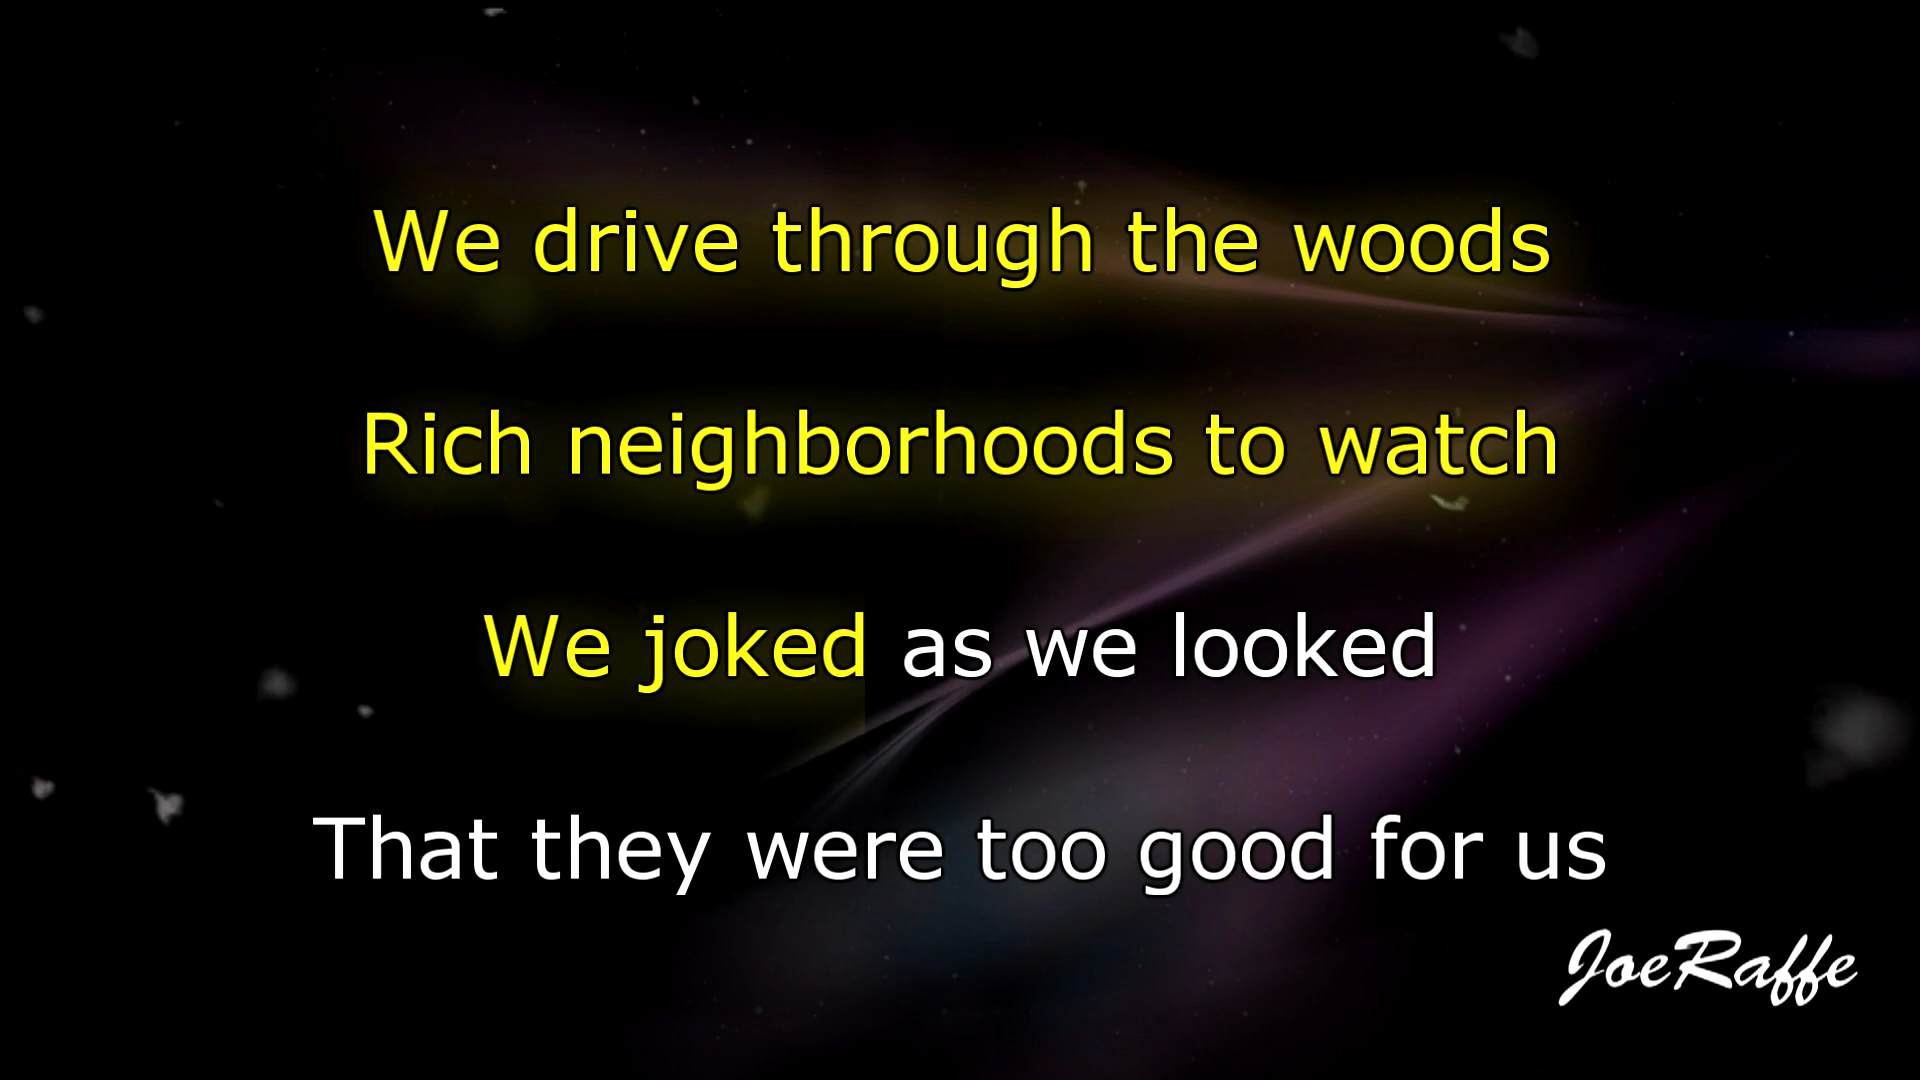 We drive through the woods
Rich neighborhoods to watch
We joked as we looked
That they were too good for us
JoeRaffe